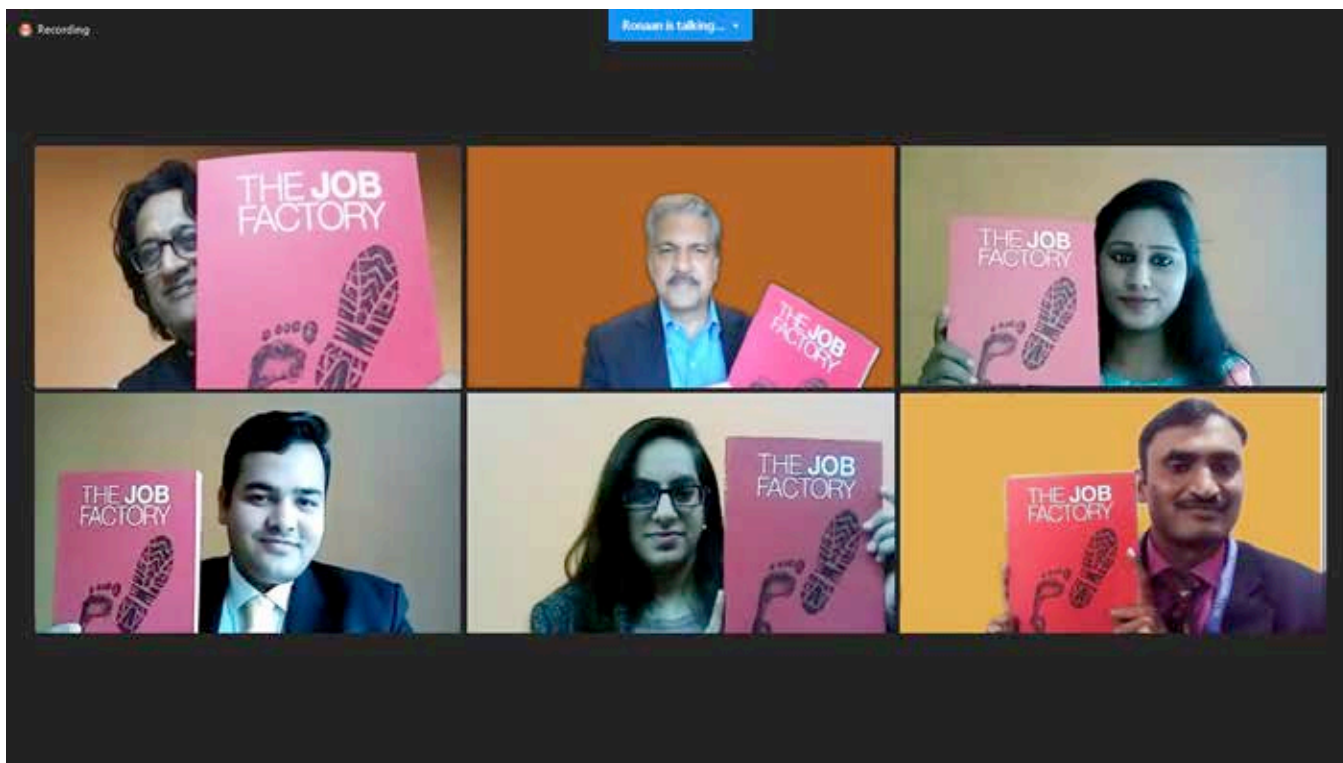 Recording
Ronaan is talking...
THE JOB
FACTORY
THE JOB
FACTORY
THE JOB
FACTORY
THE JOB
FACTORY
THE JOB
FACTORY
THE JOB
FACTORY